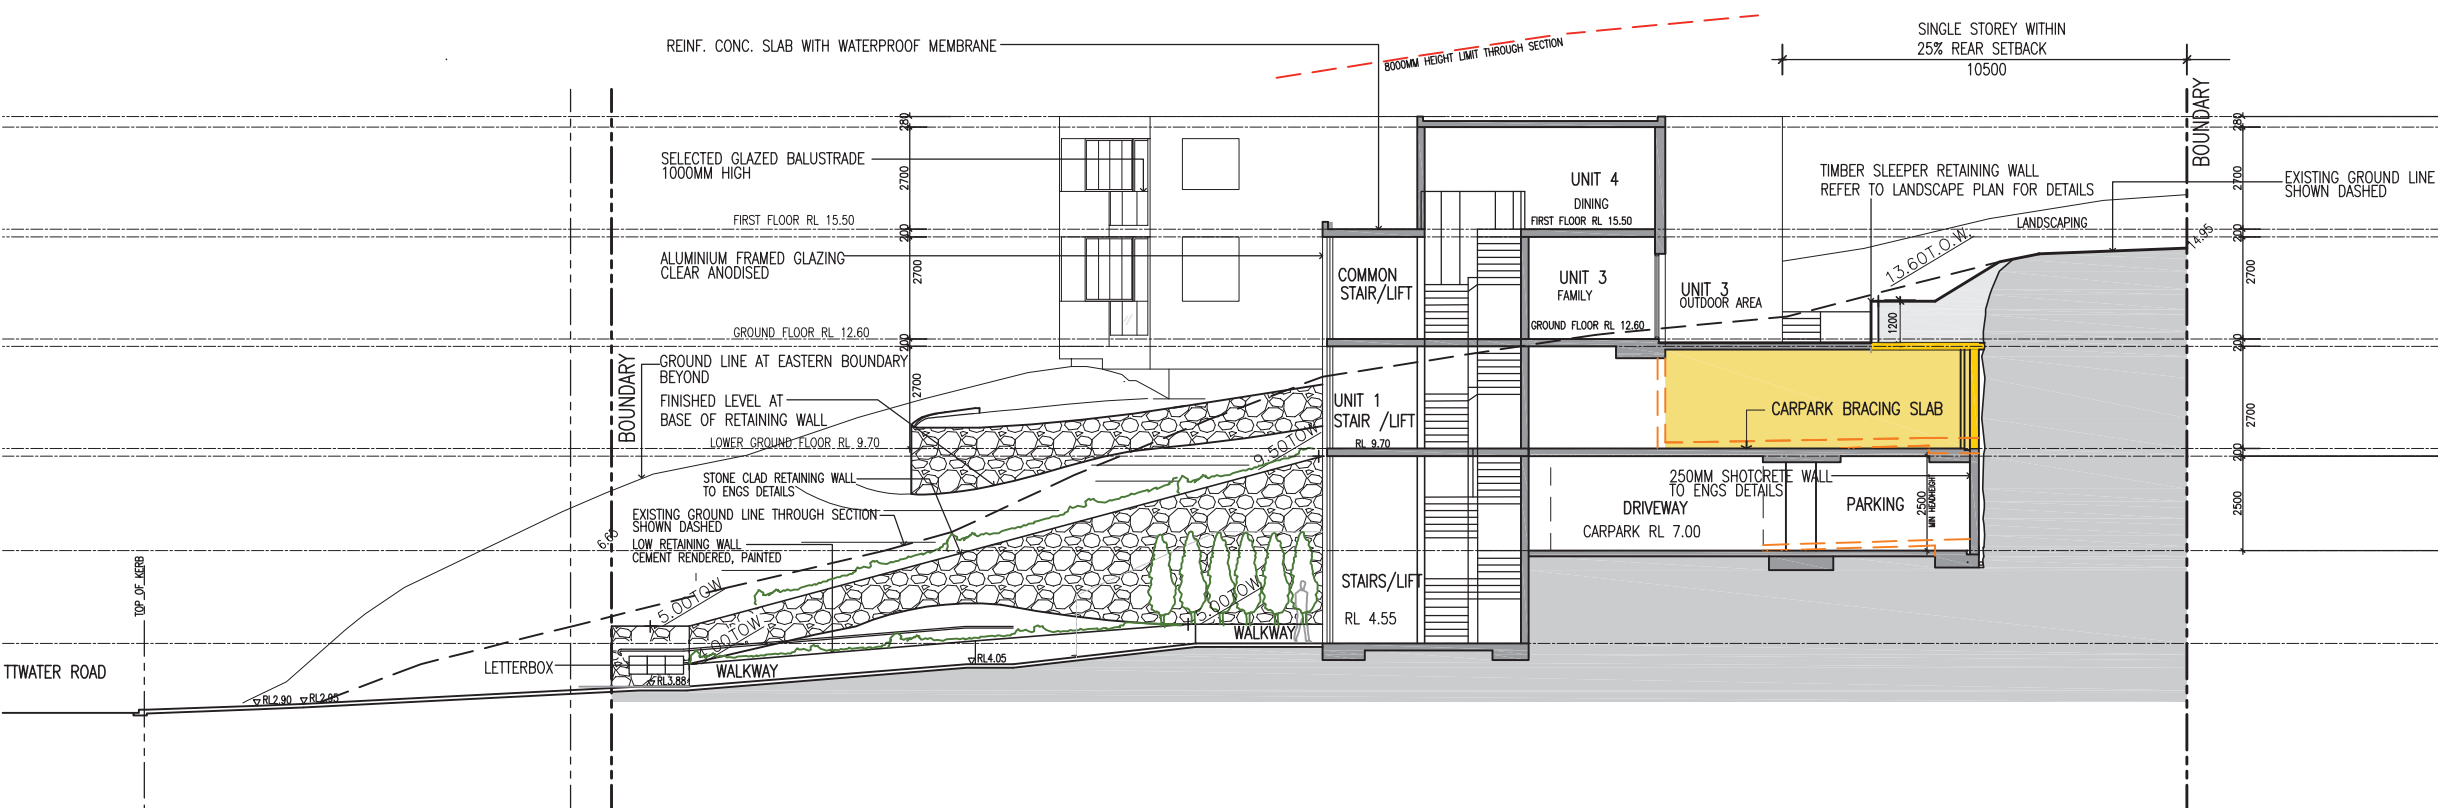 REINF. CONC. SLAB WITH WATERPROOF MEMBRANE
8000MM HEIGHT LIMIT THROUGH SECTION
SINGLE STOREY WITHIN
25% REAR SETBACK
10500
BOUNDARY
280
280
SELECTED GLAZED BALUSTRADE
1000MM HIGH
2700
UNIT 4
DINING
FIRST FLOOR RL 15.50
TIMBER SLEEPER RETAINING WALL
REFER TO LANDSCAPE PLAN FOR DETAILS
2700
EXISTING GROUND LINE
SHOWN DASHED
FIRST FLOOR RL 15.50
200
LANDSCAPING
200
14.95
13.60T.O.W.
ALUMINIUM FRAMED GLAZING
CLEAR ANODISED
2700
COMMON
STAIR/LIFT
UNIT 3
FAMILY
UNIT 3
OUTDOOR AREA
2700
GROUND FLOOR RL 12.60
GROUND FLOOR RL 12.60
1200
200
200
BOUNDARY
GROUND LINE AT EASTERN BOUNDARY
BEYOND
2700
FINISHED LEVEL AT
BASE OF RETAINING WALL
UNIT 1
STAIR /LIFT
CARPARK BRACING SLAB
2700
LOWER GROUND FLOOR RL 9.70
RL 9.70
9.50TOW
200
STONE CLAD RETAINING WALL
TO ENGS DETAILS
250MM SHOTCRETE WALL
TO ENGS DETAILS
DRIVEWAY
CARPARK RL 7.00
PARKING
2500
MIN HEADHEIGHT
2500
EXISTING GROUND LINE THROUGH SECTION
SHOWN DASHED
LOW RETAINING WALL
CEMENT RENDERED, PAINTED
6.60
TOP OF KERB
5.00TOW
5.00TOW
STAIRS/LIFT
RL 4.55
4.00TOW
WALKWAY
LETTERBOX
WALKWAY
RL4.05
RL3.88
TTWATER ROAD
RL2.90
RL2.95